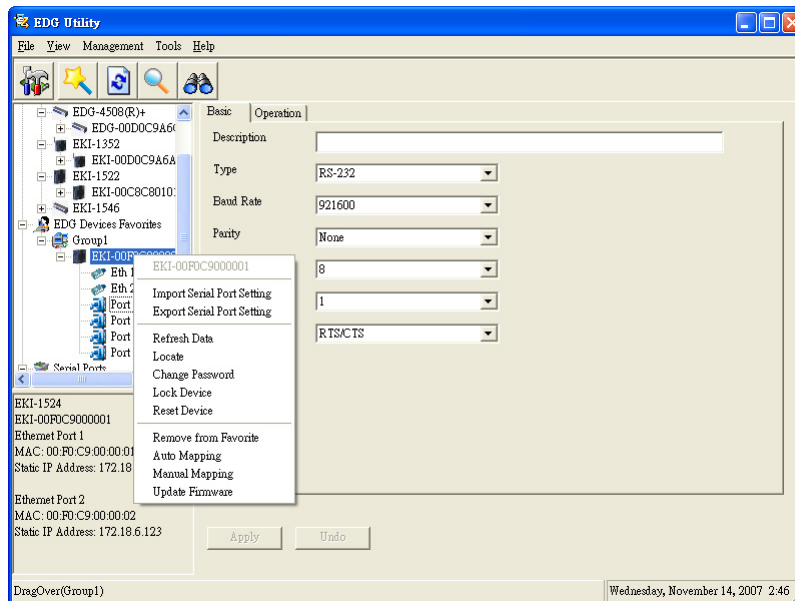 EDG Utility
File View Management Tools Help
EDG-4508(R)+
EDG-00D0C9A6
EKI-1352
EKI-00D0C9A6A
EKI-1522
EKI-00C8C8010
EKI-1546
EDG Devices Favorites
Group1
EKI-00F0C9000001
Eth 1
Eth 2
Port
Port
Port
Port
Serial Ports
Basic Operation
Description
Type RS-232
Baud Rate 921600
Parity None
8
1
RTS/CTS
EKI-00F0C9000001
Import Serial Port Setting
Export Serial Port Setting
Refresh Data
Locate
Change Password
Lock Device
Reset Device
Remove from Favorite
Auto Mapping
Manual Mapping
Update Firmware
EKI-1524
EKI-00F0C9000001
Ethernet Port 1
MAC: 00:F0:C9:00:00:01
Static IP Address: 172.18
Ethernet Port 2
MAC: 00:F0:C9:00:00:02
Static IP Address: 172.18.6.123
Apply Undo
DragOver(Group1) Wednesday, November 14, 2007 2:46